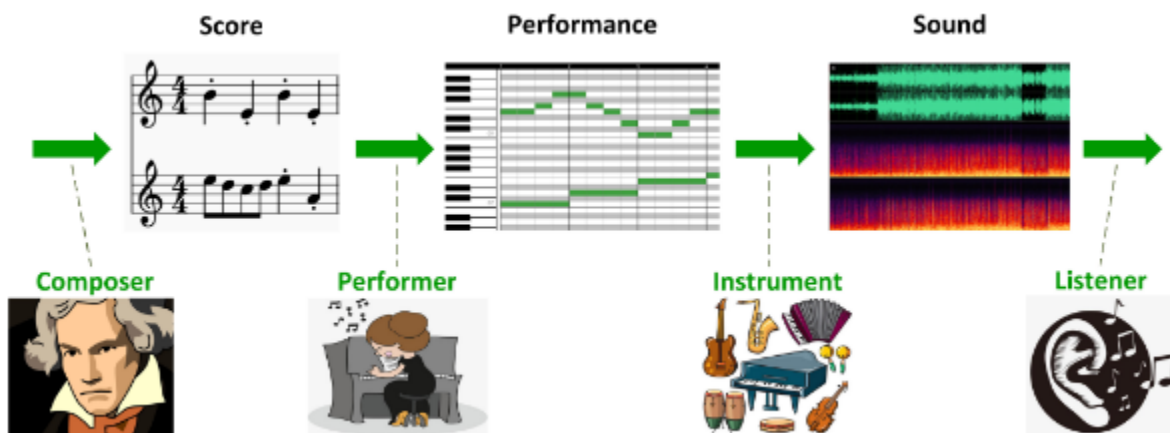 Score
Performance
Sound
Composer
Performer
Instrument
Listener